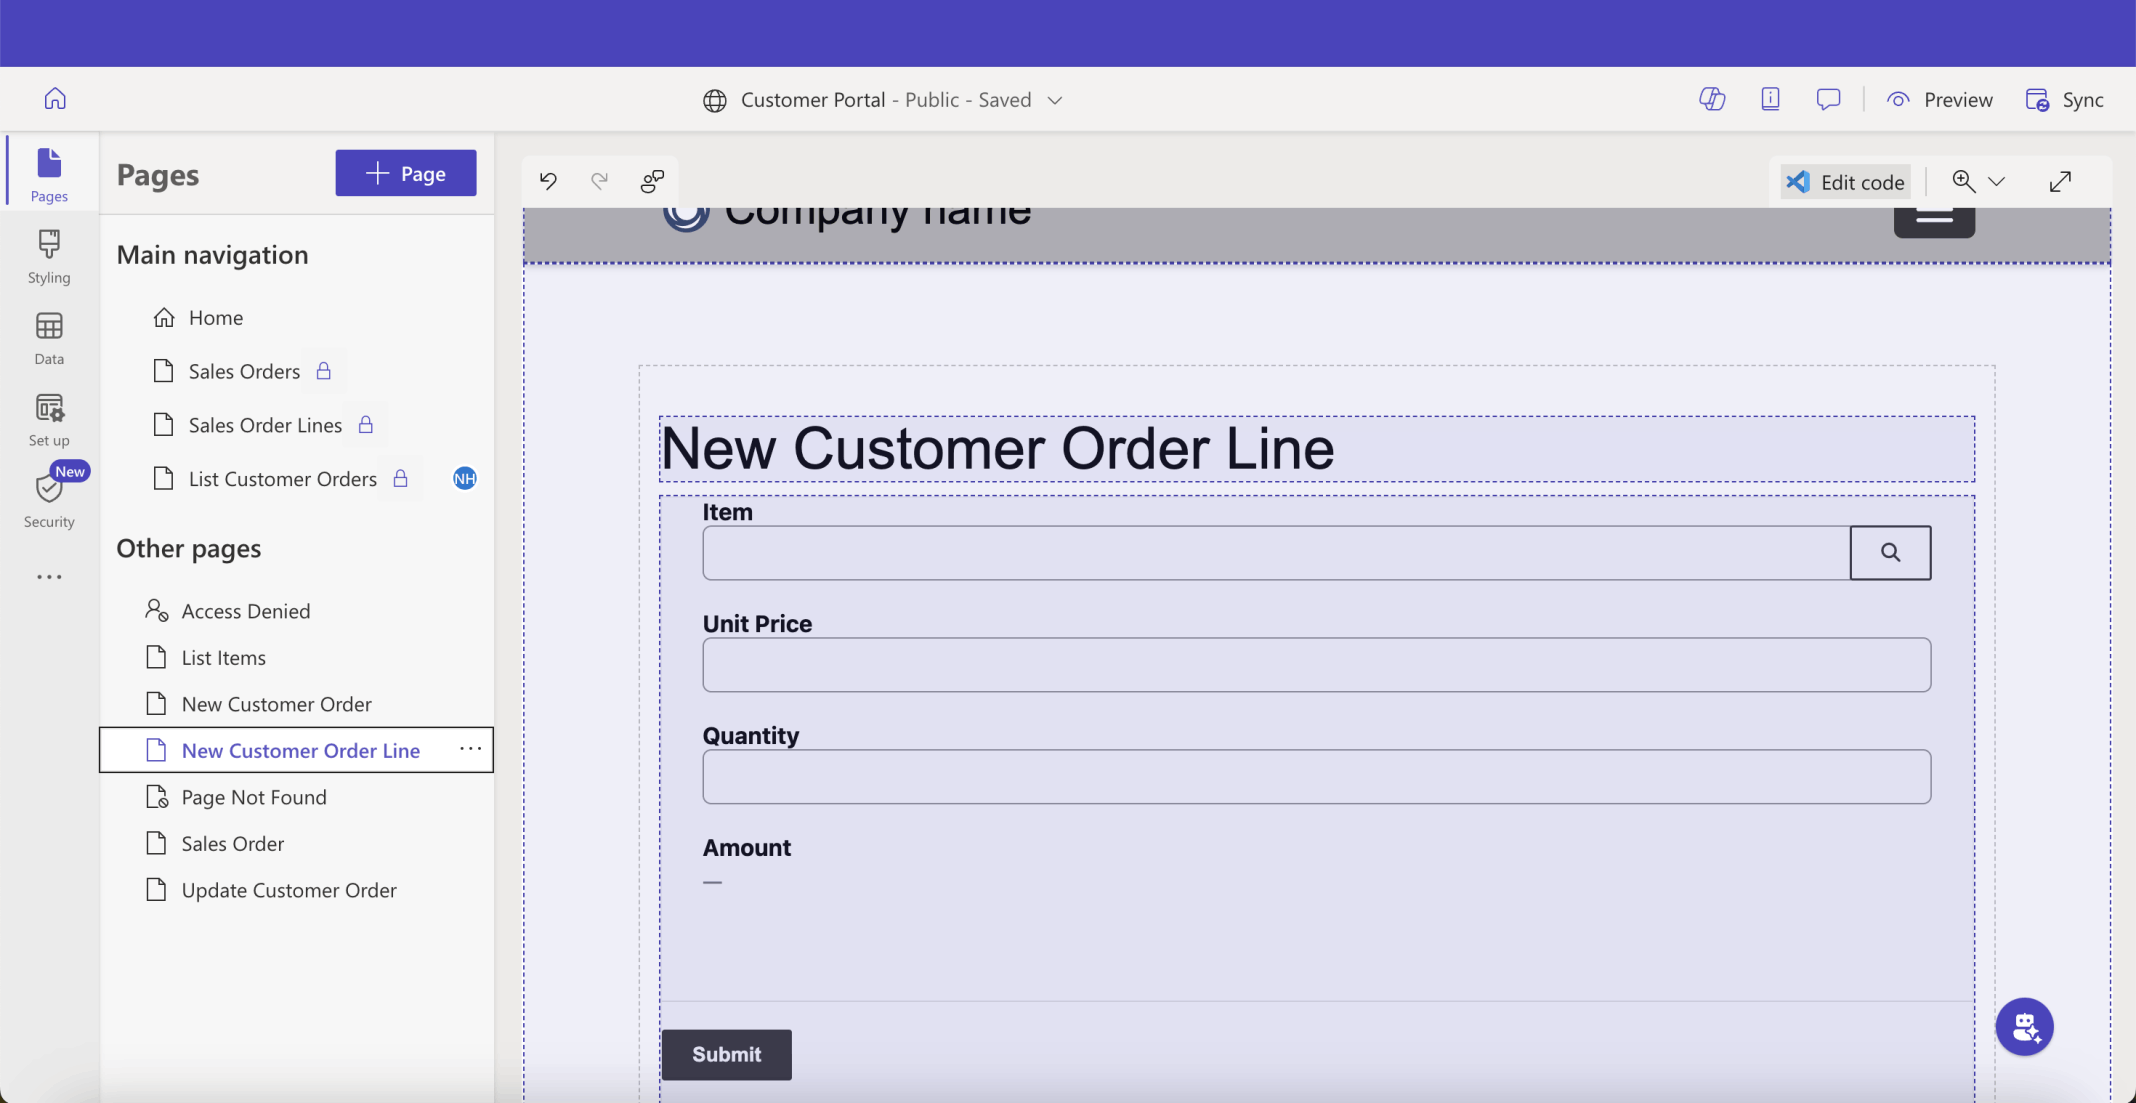 Customer Portal - Public - Saved
Preview
Sync
Pages
Styling
Data
Set up
New
Security
Pages
Page
Main navigation
Home
Sales Orders
Sales Order Lines
List Customer Orders
NH
Other pages
Access Denied
List Items
New Customer Order
New Customer Order Line
Page Not Found
Sales Order
Update Customer Order
Edit code
Company name
New Customer Order Line
Item
Unit Price
Quantity
Amount
—
Submit